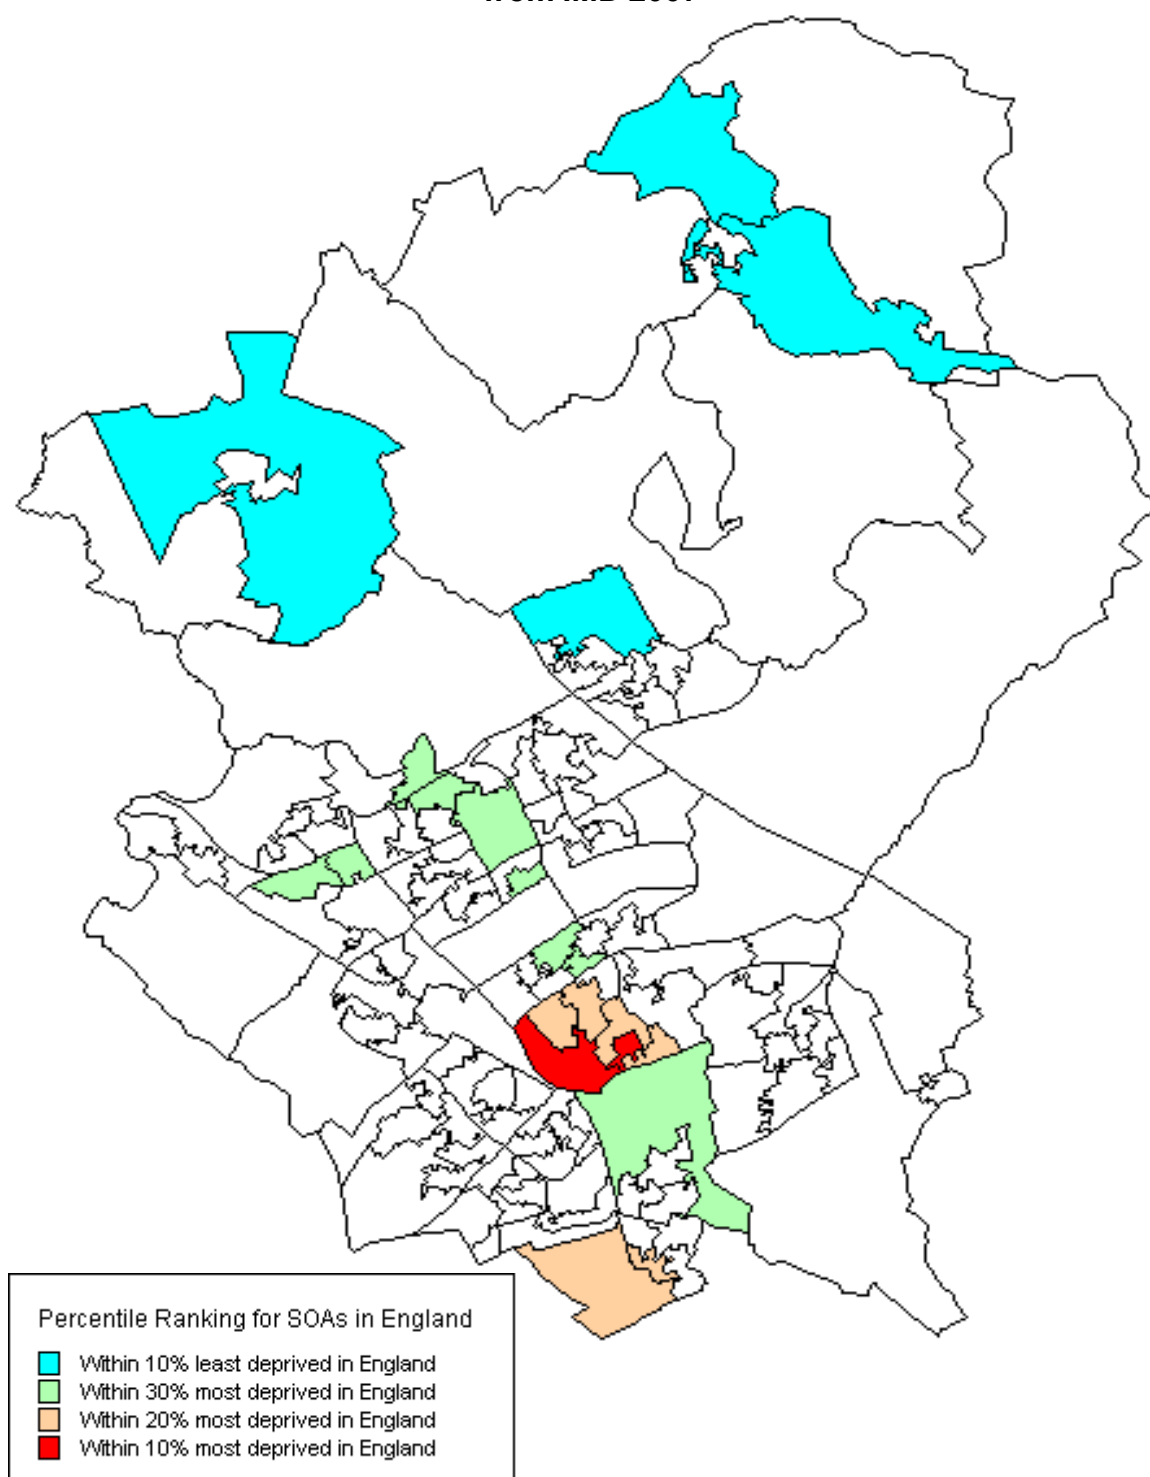 Percentile Ranking for SOAs in England
Within 10% least deprived in England
Within 30% most deprived in England
Within 20% most deprived in England
Within 10% most deprived in England